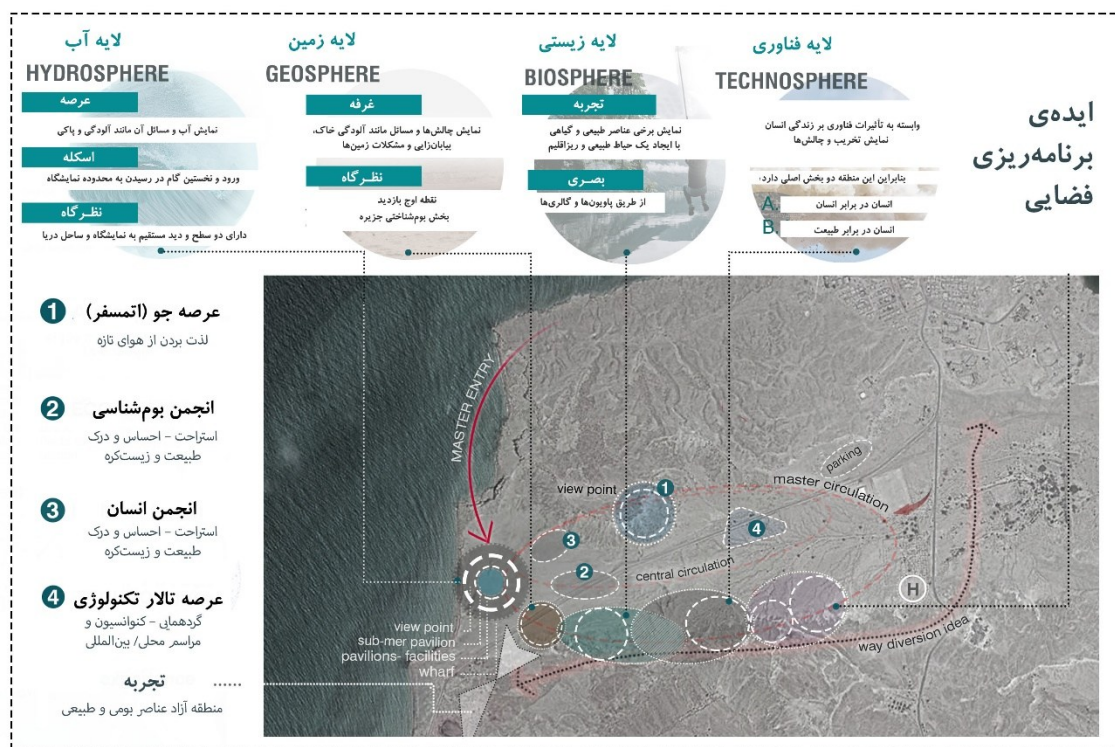 ایده‌ی
برنامه‌ریزی
فضایی
لایه فناوری
TECHNOSPHERE
وابسته به تأثیرات فناوری بر زندگی انسان
نمایش تخریب و چالش‌ها
بنابراین این منطقه دو بخش اصلی دارد،
A. انسان در برابر انسان
B. انسان در برابر طبیعت
لایه زیستی
BIOSPHERE
تجربه
نمایش برخی عناصر طبیعی و گیاهی
با ایجاد یک حیاط طبیعی و ریزاقلیم
بصری
از طریق پاویون‌ها و گالری‌ها
لایه زمین
GEOSPHERE
غرفه
نمایش چالش‌ها و مسائل مانند آلودگی خاک،
بیابان‌زایی و مشکلات زمین‌ها
نظرگاه
نقطه اوج بازدید
بخش بوم‌شناختی جزیره
لایه آب
HYDROSPHERE
عرصه
نمایش آب و مسائل آن مانند آلودگی و پاکی
اسکله
ورود و نخستین گام در رسیدن به محدوده نمایشگاه
نظرگاه
دارای دو سطح و دید مستقیم به نمایشگاه و ساحل دریا
1 عرصه جو (اتمسفر)
لذت بردن از هوای تازه
2 انجمن بوم‌شناسی
استراحت - احساس و درک
طبیعت و زیست‌کره
3 انجمن انسان
استراحت - احساس و درک
طبیعت و زیست‌کره
4 عرصه تالار تکنولوژی
گردهمایی - کنوانسیون و
مراسم محلی/ بین‌المللی
تجربه ......
منطقه آزاد عناصر بومی و طبیعی
MASTER ENTRY
view point
1
parking
master circulation
4
3
central circulation
2
H
way diversion idea
view point
sub-mer pavilion
pavilions- facilities
wharf